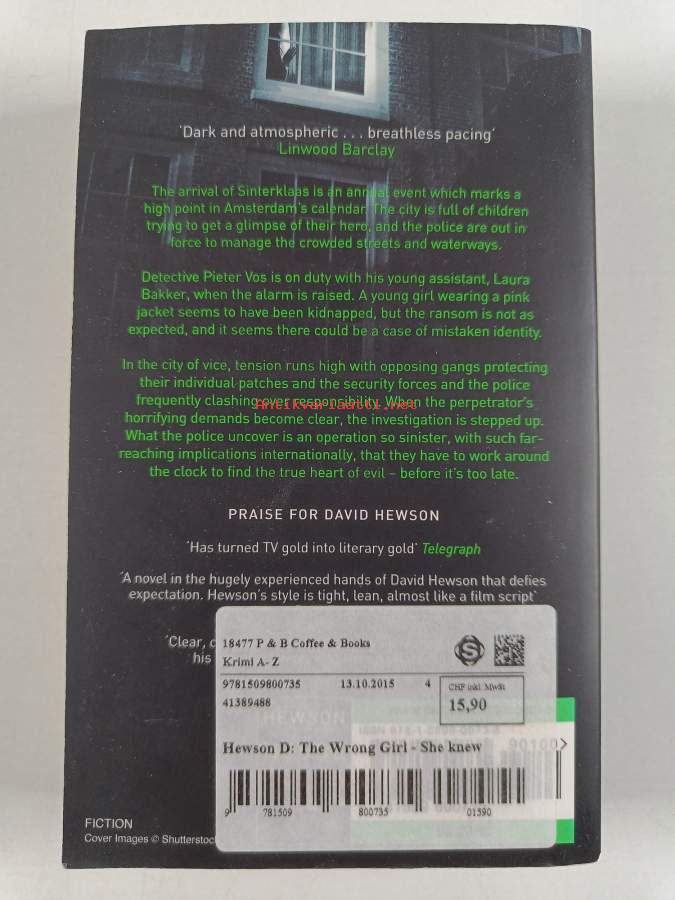 'Dark and atmospheric . . . breathless pacing'
Linwood Barclay
The arrival of Sinterklaas is an annual event which marks a
high point in Amsterdam's calendar. The city is full of children
trying to get a glimpse of their hero, and the police are out in
force to manage the crowded streets and waterways.
Detective Pieter Vos is on duty with his young assistant, Laura
Bakker, when the alarm is raised. A young girl wearing a pink
jacket seems to have been kidnapped, but the ransom is not as
expected, and it seems there could be a case of mistaken identity.
In the city of vice, tension runs high with opposing gangs protecting
their individual patches and the security forces and the police
frequently clashing over responsibility. When the perpetrator's
Antikvariaatti.net
horrifying demands become clear, the investigation is stepped up.
What the police uncover is an operation so sinister, with such far-
reaching implications internationally, that they have to work around
the clock to find the true heart of evil – before it's too late.
PRAISE FOR DAVID HEWSON
'Has turned TV gold into literary gold' Telegraph
'A novel in the hugely experienced hands of David Hewson that defies
expectation. Hewson's style is tight, lean, almost like a film script'
'Clear, c
his
18477 P & B Coffee & Books
S
Krimi A- Z
9781509800735 13.10.2015 4
CHF inkl. MwSt
41389488
15,90
HEWSON
Hewson D: The Wrong Girl - She knew
90100>
9 781509 800735 01590
FICTION
Cover Images © Shutterstoc